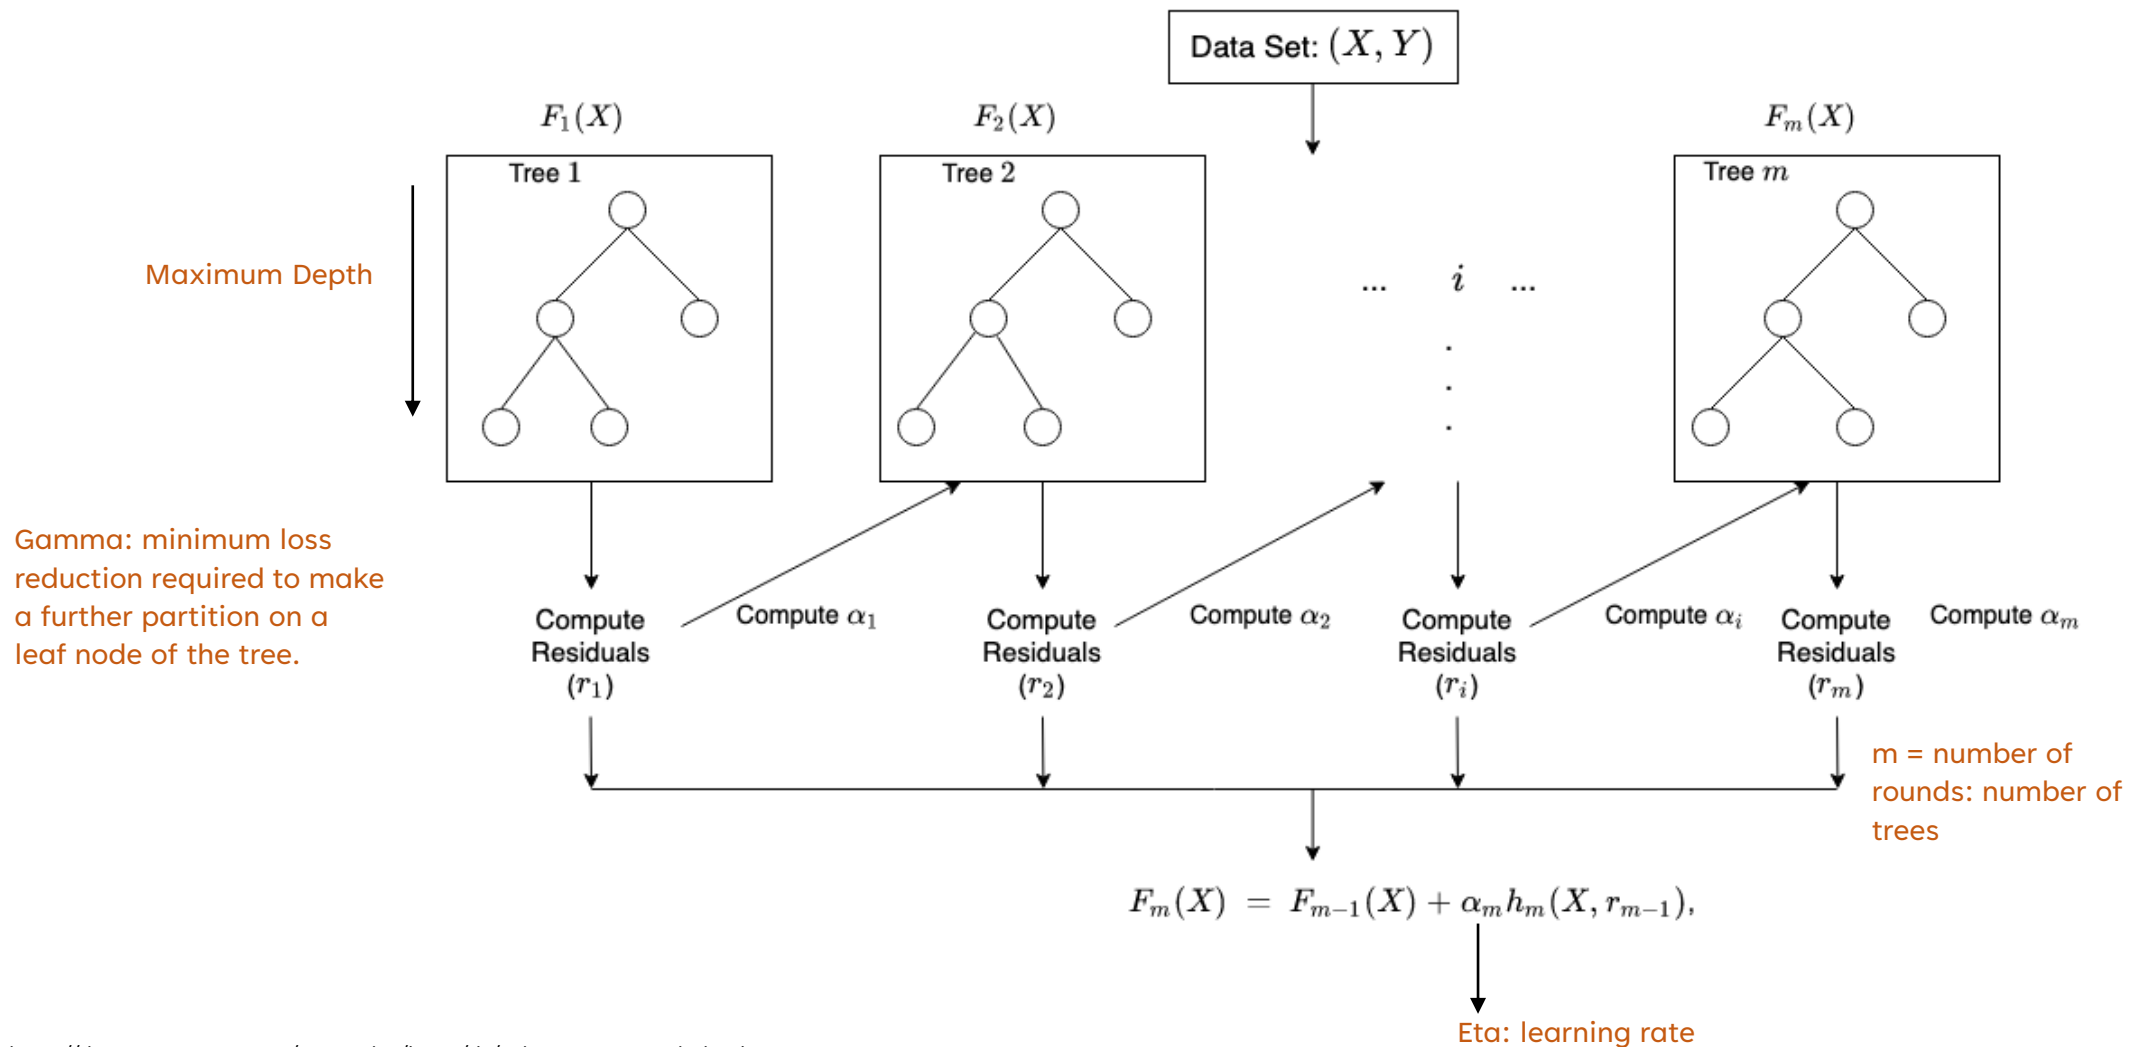 Data Set: (X, Y)
F₁(X)
F₂(X)
Fₘ(X)
Tree 1
Tree 2
Tree m
Maximum Depth
... i ...
Gamma: minimum loss
reduction required to make
a further partition on a
leaf node of the tree.
Compute
Residuals
(r₁)
Compute α₁
Compute
Residuals
(r₂)
Compute α₂
Compute
Residuals
(rᵢ)
Compute αᵢ
Compute
Residuals
(rₘ)
Compute αₘ
m = number of
rounds: number of
trees
Fₘ(X) = Fₘ₋₁(X) + αₘhₘ(X, rₘ₋₁),
Eta: learning rate